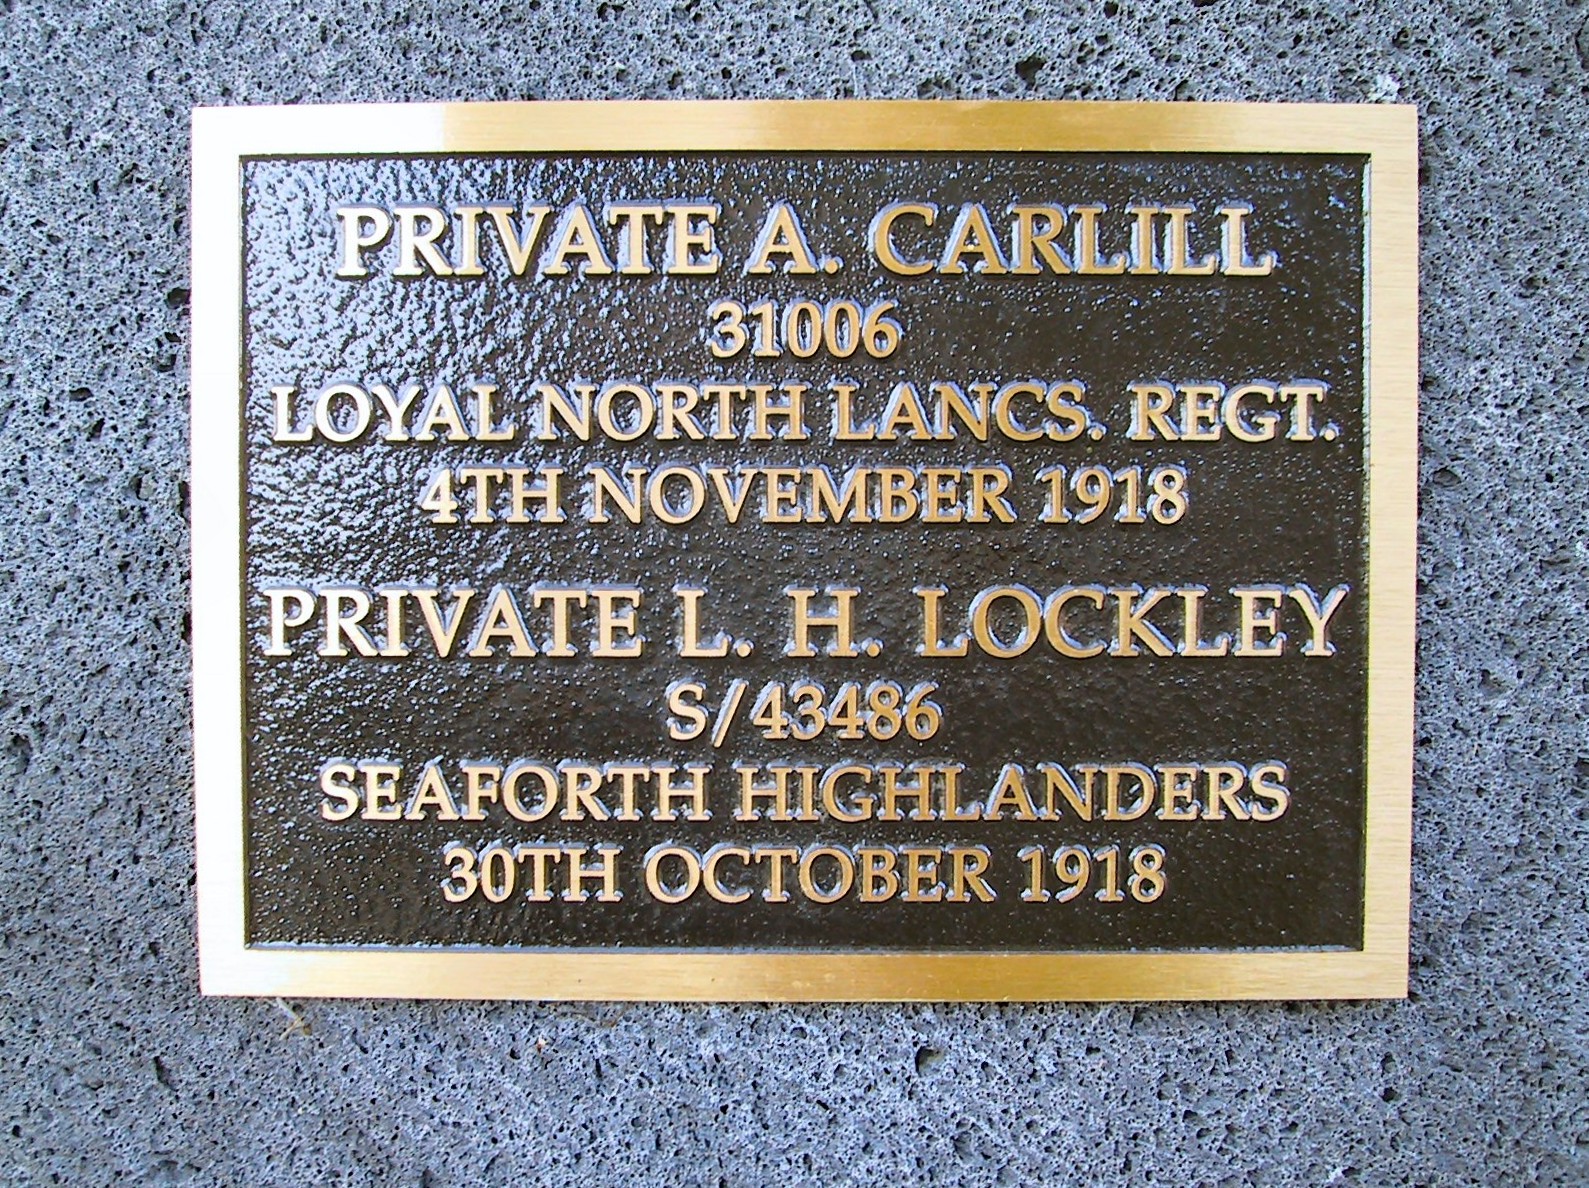 PRIVATE A. CARLILL
31006
LOYAL NORTH LANCS. REGT.
4TH NOVEMBER 1918
PRIVATE L. H. LOCKLEY
S/43486
SEAFORTH HIGHLANDERS
30TH OCTOBER 1918